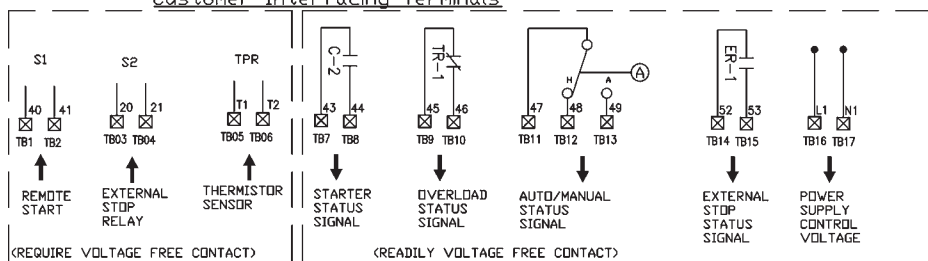 Customer Interfacing Terminals
S1
S2
TPR
C-2
TR-1
H
A
A
ER-1
40 41
20 21
T1 T2
43 44
45 46
47 48 49
52 53
L1 N1
TB1 TB2
TB03 TB04
TB05 TB06
TB7 TB8
TB9 TB10
TB11 TB12 TB13
TB14 TB15
TB16 TB17
REMOTE
START
EXTERNAL
STOP
RELAY
THERMISTOR
SENSOR
STARTER
STATUS
SIGNAL
OVERLOAD
STATUS
SIGNAL
AUTO/MANUAL
STATUS
SIGNAL
EXTERNAL
STOP
STATUS
SIGNAL
POWER
SUPPLY
CONTROL
VOLTAGE
(REQUIRE VOLTAGE FREE CONTACT)
(READILY VOLTAGE FREE CONTACT)